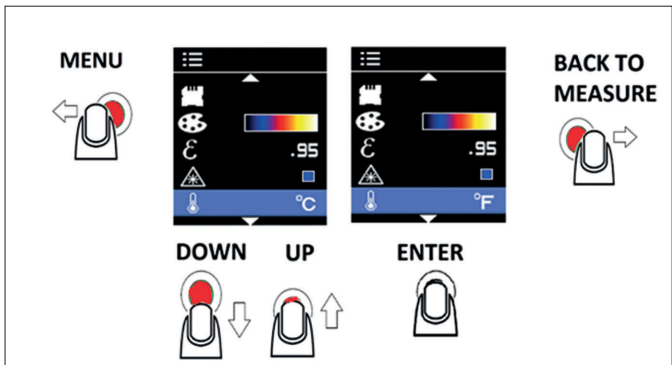 MENU
ε
.95
°C
ε
.95
°F
BACK TO
MEASURE
DOWN
UP
ENTER